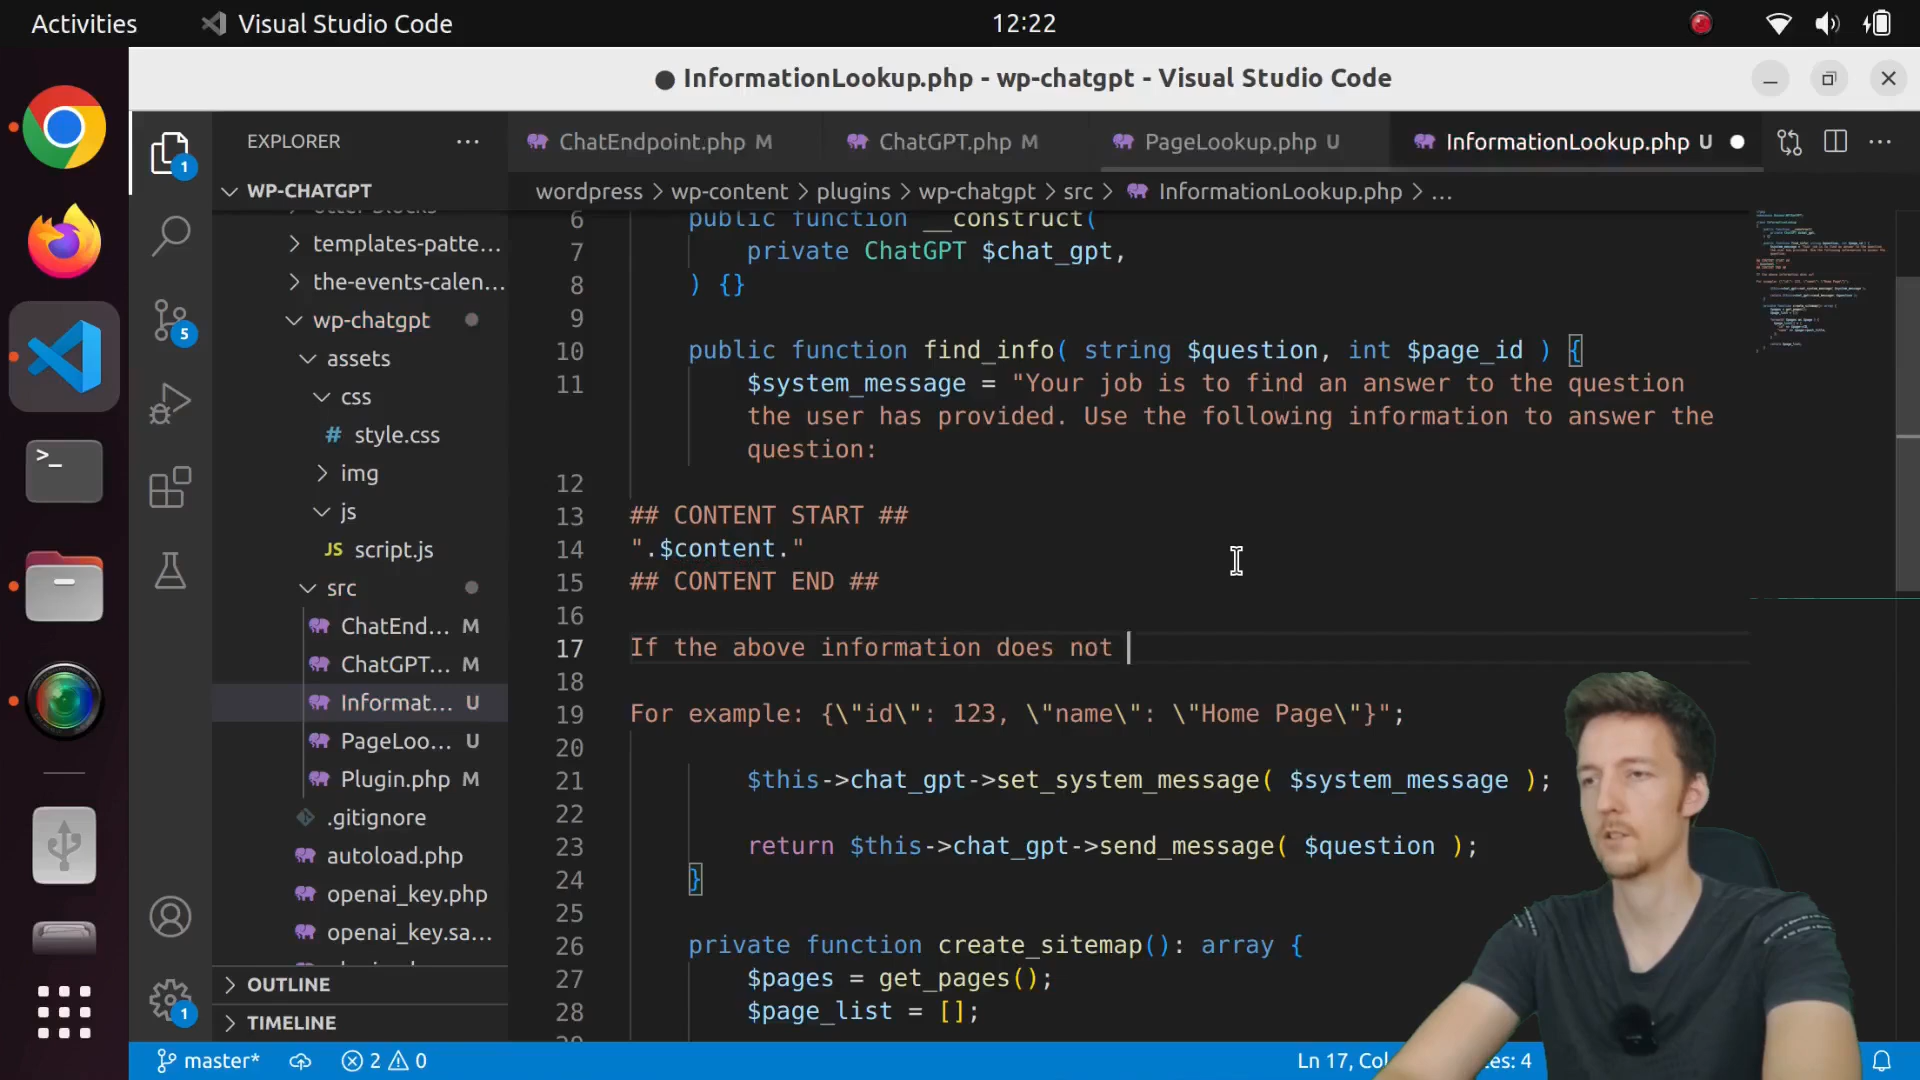 Activities
Visual Studio Code
12:22
● InformationLookup.php - wp-chatgpt - Visual Studio Code
EXPLORER
ChatEndpoint.php M
ChatGPT.php M
PageLookup.php U
InformationLookup.php U
WP-CHATGPT
wordpress > wp-content > plugins > wp-chatgpt > src > InformationLookup.php > ...
templates-patte...
the-events-calen...
wp-chatgpt
assets
css
# style.css
img
js
JS script.js
src
ChatEnd... M
ChatGPT... M
Informat... U
PageLoo... U
Plugin.php M
.gitignore
autoload.php
openai_key.php
openai_key.sa...
OUTLINE
TIMELINE
1
5
1
6 public function __construct(
7 private ChatGPT $chat_gpt,
8 ) {}
9
10 public function find_info( string $question, int $page_id ) {
11 $system_message = "Your job is to find an answer to the question
the user has provided. Use the following information to answer the
question:
12
13 ## CONTENT START ##
14 ".$content."
15 ## CONTENT END ##
16
17 If the above information does not
18
19 For example: {\"id\": 123, \"name\": \"Home Page\"}";
20
21 $this->chat_gpt->set_system_message( $system_message );
22
23 return $this->chat_gpt->send_message( $question );
24 }
25
26 private function create_sitemap(): array {
27 $pages = get_pages();
28 $page_list = [];
master*
2
0
Ln 17,
4